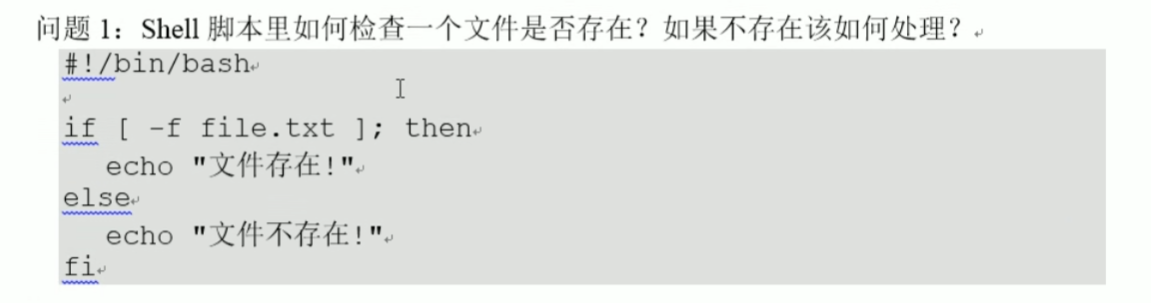 问题 1：Shell 脚本里如何检查一个文件是否存在？如果不存在该如何处理？
#!/bin/bash
if [ -f file.txt ]; then
   echo "文件存在!"
else
   echo "文件不存在!"
fi